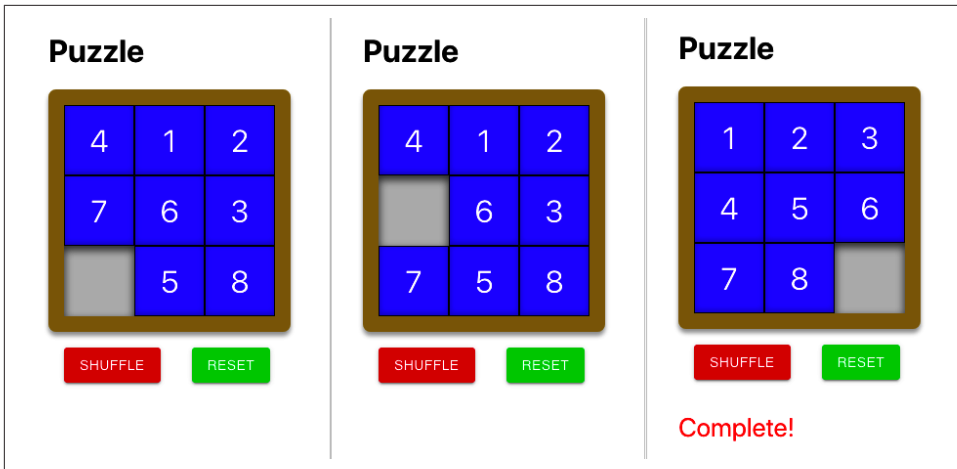 Puzzle
4 1 2
7 6 3
5 8
SHUFFLE RESET
Puzzle
4 1 2
6 3
7 5 8
SHUFFLE RESET
Puzzle
1 2 3
4 5 6
7 8
SHUFFLE RESET
Complete!